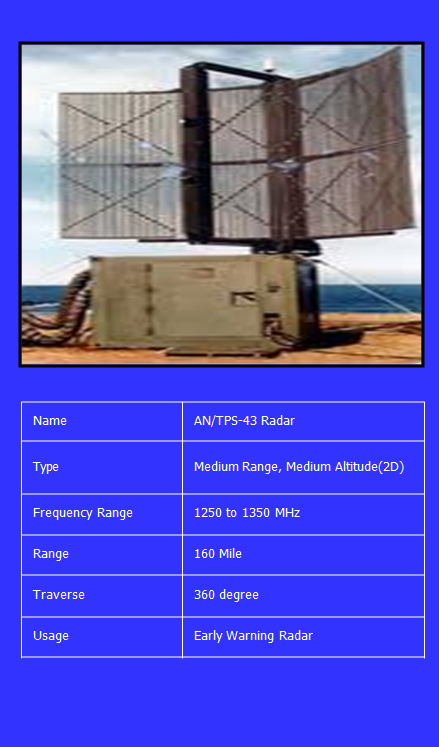 Name AN/TPS-43 Radar
Type Medium Range, Medium Altitude(2D)
Frequency Range 1250 to 1350 MHz
Range 160 Mile
Traverse 360 degree
Usage Early Warning Radar